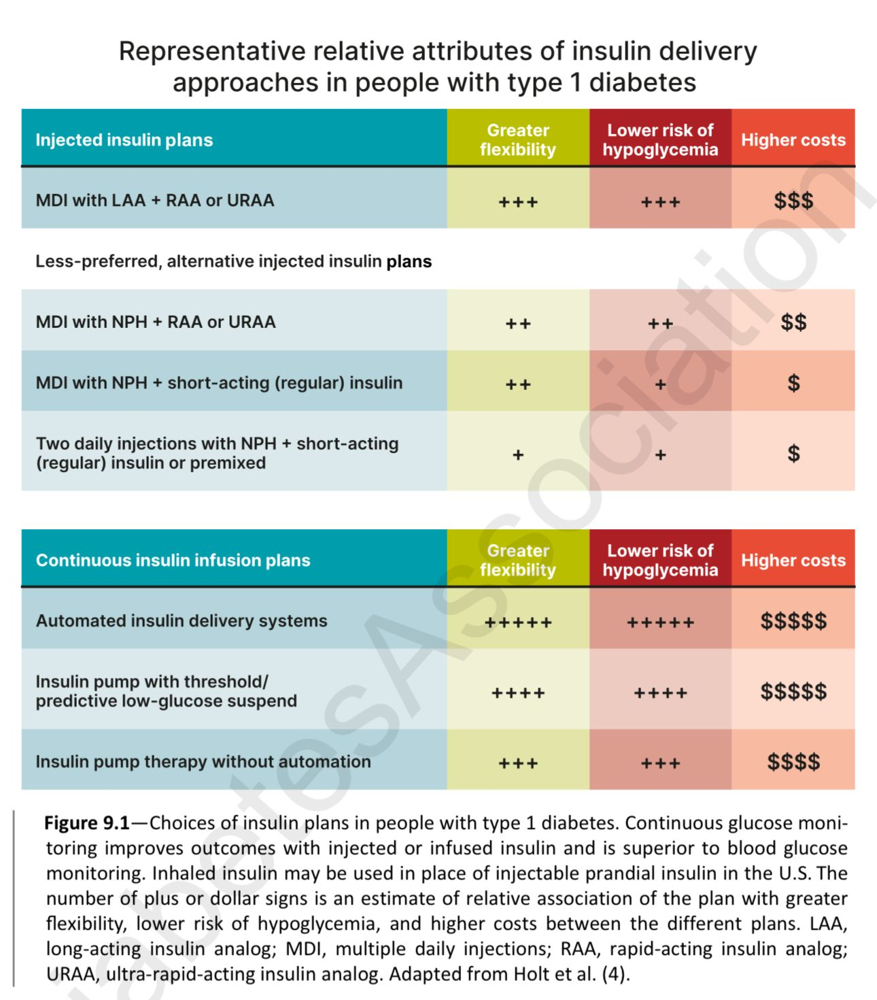 Representative relative attributes of insulin delivery
approaches in people with type 1 diabetes
Injected insulin plans
Greater
flexibility
Lower risk of
hypoglycemia
Higher costs
MDI with LAA + RAA or URAA
+++
+++
$$$
Less-preferred, alternative injected insulin plans
MDI with NPH + RAA or URAA
++
++
$$
MDI with NPH + short-acting (regular) insulin
++
+
$
Two daily injections with NPH + short-acting
(regular) insulin or premixed
+
+
$
Continuous insulin infusion plans
Greater
flexibility
Lower risk of
hypoglycemia
Higher costs
Automated insulin delivery systems
+++++
+++++
$$$$$
Insulin pump with threshold/
predictive low-glucose suspend
++++
++++
$$$$$
Insulin pump therapy without automation
+++
+++
$$$$
Figure 9.1—Choices of insulin plans in people with type 1 diabetes. Continuous glucose moni-
toring improves outcomes with injected or infused insulin and is superior to blood glucose
monitoring. Inhaled insulin may be used in place of injectable prandial insulin in the U.S. The
number of plus or dollar signs is an estimate of relative association of the plan with greater
flexibility, lower risk of hypoglycemia, and higher costs between the different plans. LAA,
long-acting insulin analog; MDI, multiple daily injections; RAA, rapid-acting insulin analog;
URAA, ultra-rapid-acting insulin analog. Adapted from Holt et al. (4).
abetesAssociation